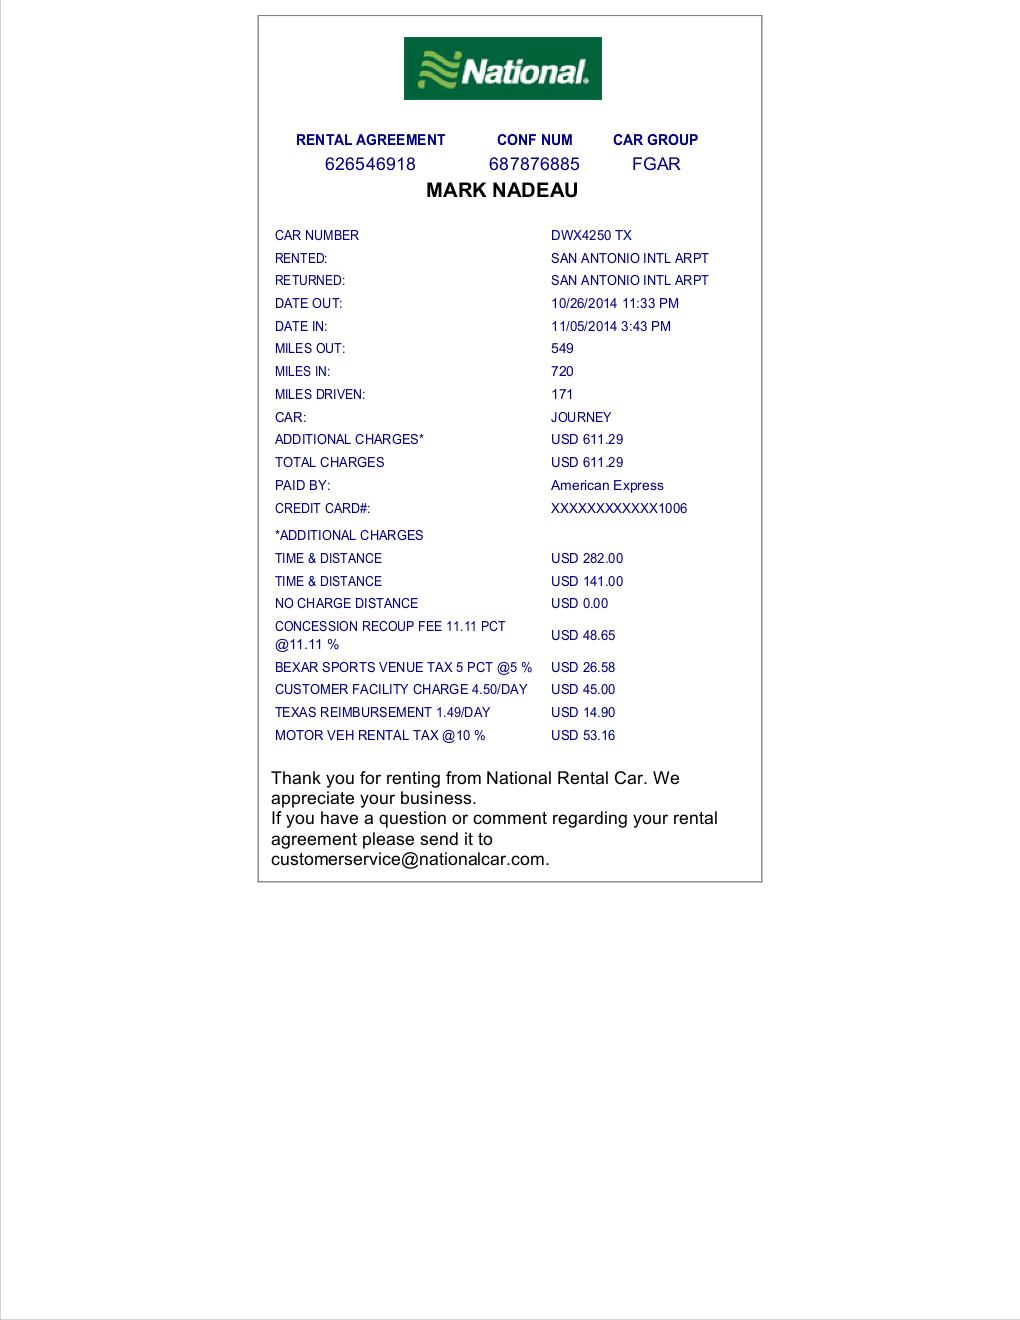 National.
RENTAL AGREEMENT CONF NUM CAR GROUP
626546918 687876885 FGAR
MARK NADEAU
CAR NUMBER DWX4250 TX
RENTED: SAN ANTONIO INTL ARPT
RETURNED: SAN ANTONIO INTL ARPT
DATE OUT: 10/26/2014 11:33 PM
DATE IN: 11/05/2014 3:43 PM
MILES OUT: 549
MILES IN: 720
MILES DRIVEN: 171
CAR: JOURNEY
ADDITIONAL CHARGES* USD 611.29
TOTAL CHARGES USD 611.29
PAID BY: American Express
CREDIT CARD#: XXXXXXXXXXXX1006
*ADDITIONAL CHARGES
TIME & DISTANCE USD 282.00
TIME & DISTANCE USD 141.00
NO CHARGE DISTANCE USD 0.00
CONCESSION RECOUP FEE 11.11 PCT
@11.11 % USD 48.65
BEXAR SPORTS VENUE TAX 5 PCT @5 % USD 26.58
CUSTOMER FACILITY CHARGE 4.50/DAY USD 45.00
TEXAS REIMBURSEMENT 1.49/DAY USD 14.90
MOTOR VEH RENTAL TAX @10 % USD 53.16
Thank you for renting from National Rental Car. We
appreciate your business.
If you have a question or comment regarding your rental
agreement please send it to
customerservice@nationalcar.com.